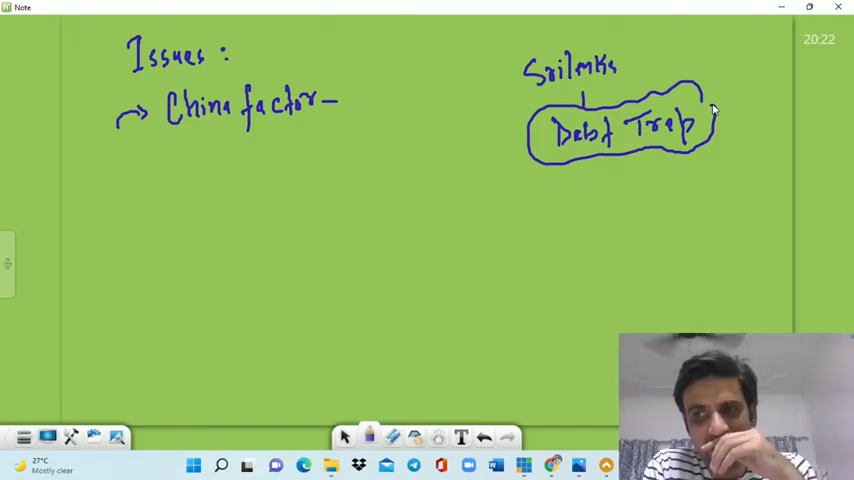 Note
20:22
Issues :
→ China factor –
Srilanka
Debt Trap
27°C
Mostly clear